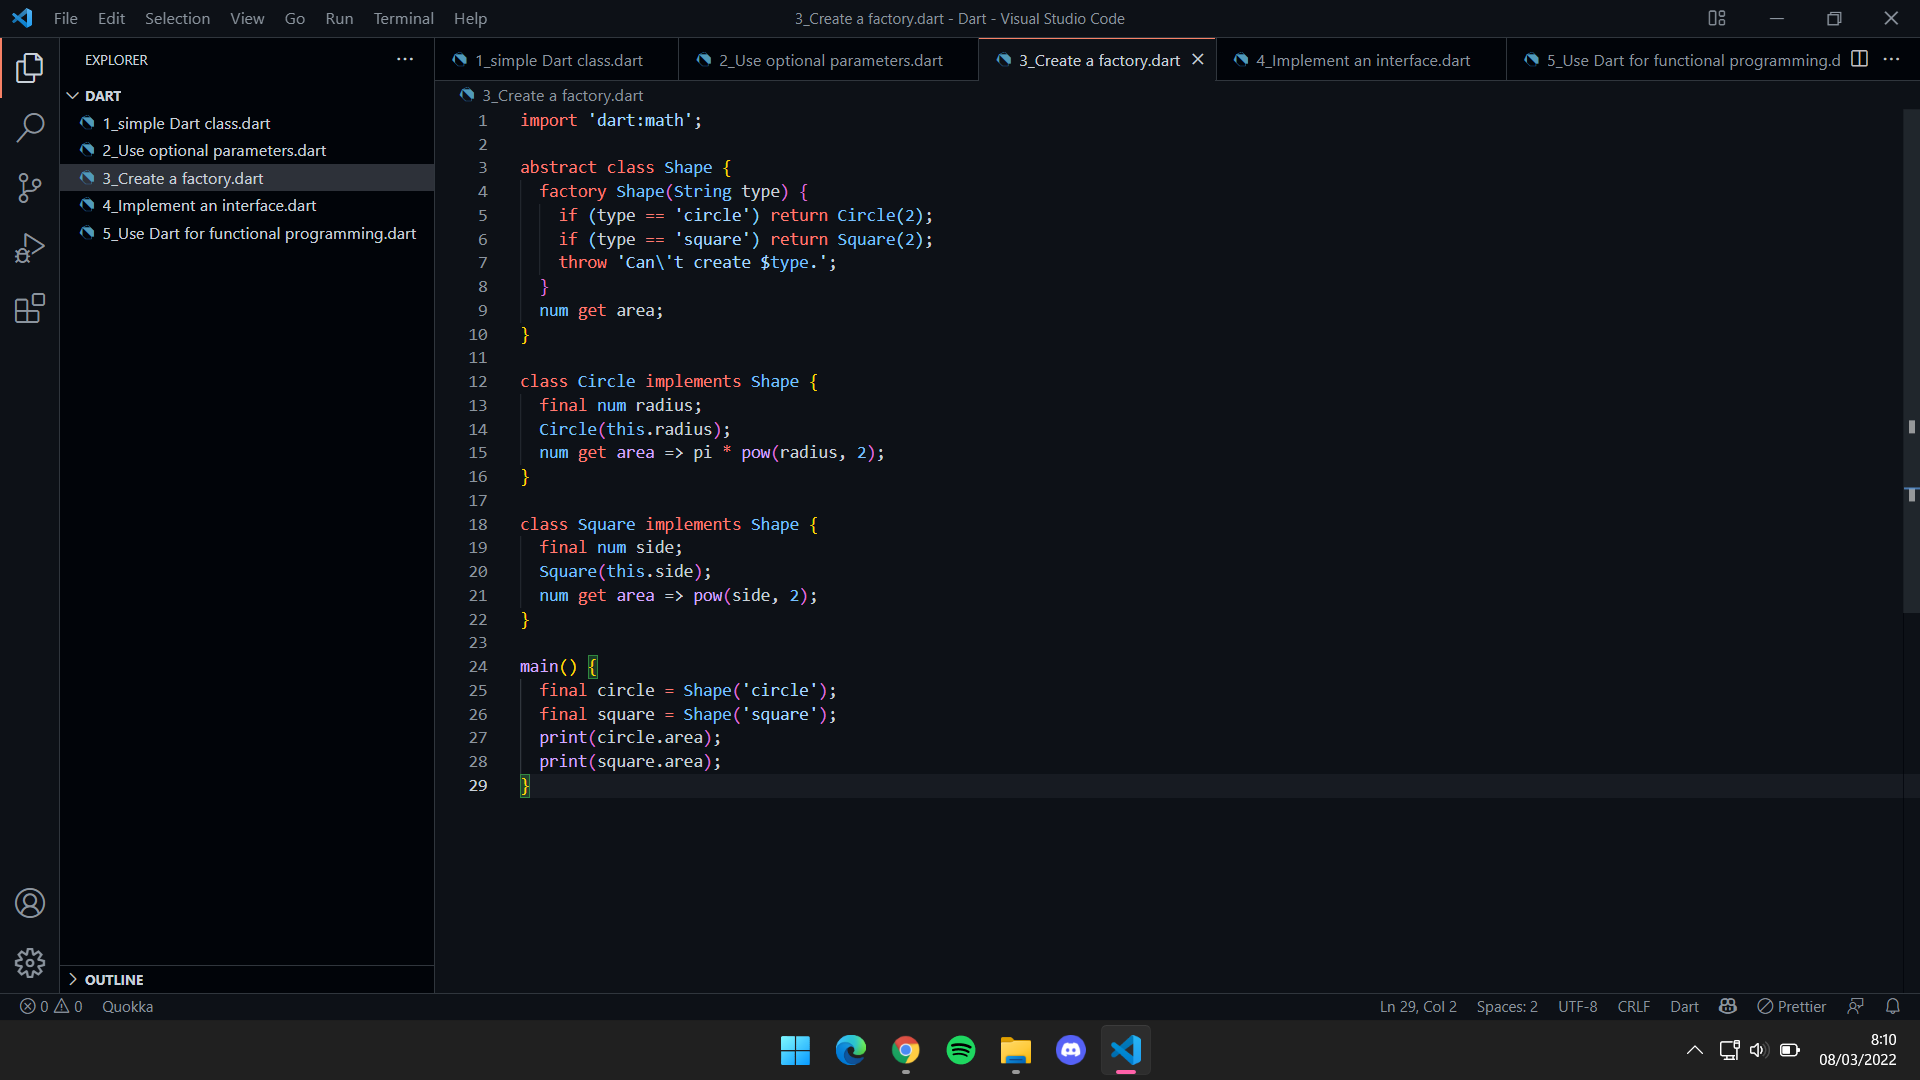 File Edit Selection View Go Run Terminal Help
3_Create a factory.dart - Dart - Visual Studio Code
EXPLORER
DART
1_simple Dart class.dart
2_Use optional parameters.dart
3_Create a factory.dart
4_Implement an interface.dart
5_Use Dart for functional programming.dart
OUTLINE
1_simple Dart class.dart
2_Use optional parameters.dart
3_Create a factory.dart
4_Implement an interface.dart
5_Use Dart for functional programming.d
3_Create a factory.dart
1 import 'dart:math';
2
3 abstract class Shape {
4 factory Shape(String type) {
5 if (type == 'circle') return Circle(2);
6 if (type == 'square') return Square(2);
7 throw 'Can\'t create $type.';
8 }
9 num get area;
10 }
11
12 class Circle implements Shape {
13 final num radius;
14 Circle(this.radius);
15 num get area => pi * pow(radius, 2);
16 }
17
18 class Square implements Shape {
19 final num side;
20 Square(this.side);
21 num get area => pow(side, 2);
22 }
23
24 main() {
25 final circle = Shape('circle');
26 final square = Shape('square');
27 print(circle.area);
28 print(square.area);
29 }
0 0 Quokka
Ln 29, Col 2 Spaces: 2 UTF-8 CRLF Dart Prettier
8:10
08/03/2022